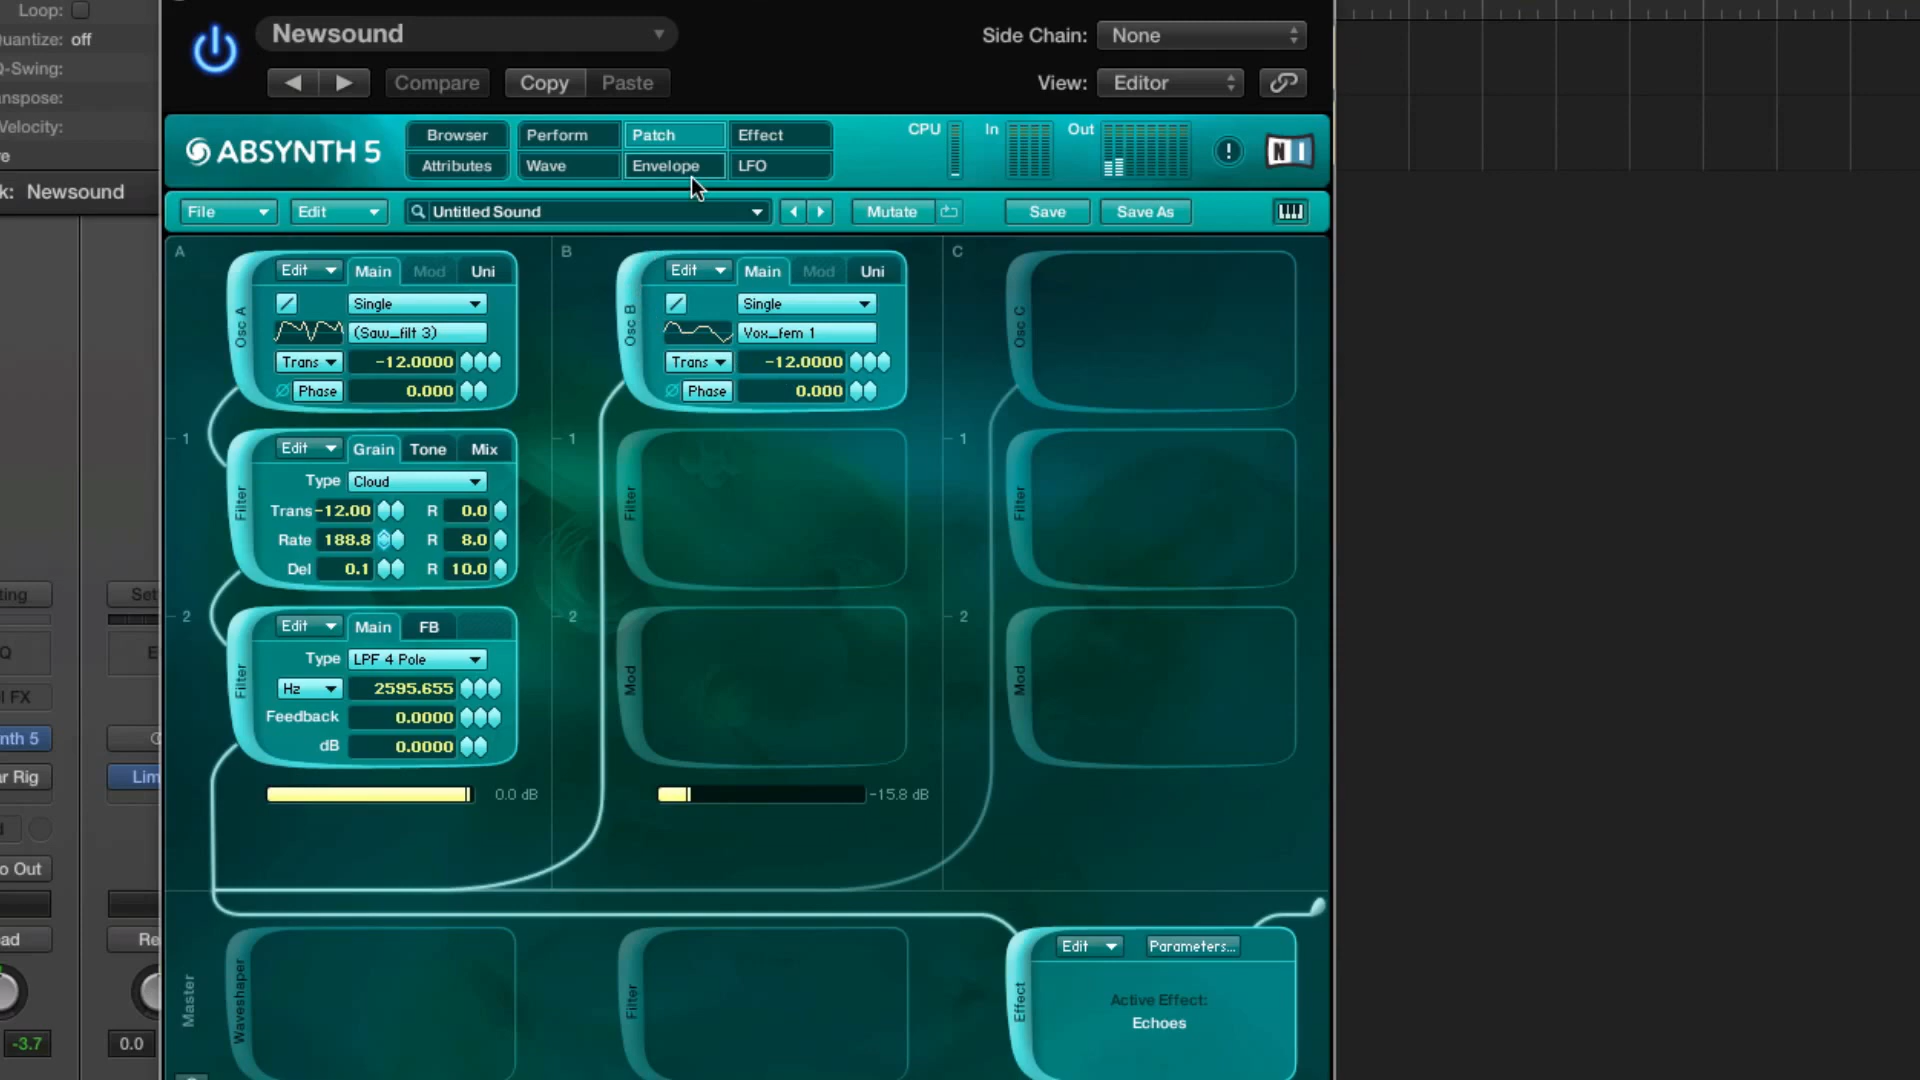 Loop:
uantize: off
Q-Swing:
anspose:
Velocity:
e
k: Newsound
Newsound
Side Chain: None
Compare Copy Paste
View: Editor
ABSYNTH 5
Browser Perform Patch Effect
Attributes Wave Envelope LFO
CPU In Out
! N I
File Edit Untitled Sound Mutate Save Save As
A B C
Osc A
Edit Main Mod Uni
Single
(Saw_filt 3)
Trans -12.0000
Phase 0.000
Osc B
Edit Main Mod Uni
Single
Vox_fem 1
Trans -12.0000
Phase 0.000
Osc C
1 1 1
Filter
Edit Grain Tone Mix
Type Cloud
Trans -12.00 R 0.0
Rate 188.8 R 8.0
Del 0.1 R 10.0
Filter
Filter
2 2 2
Filter
Edit Main FB
Type LPF 4 Pole
Hz 2595.655
Feedback 0.0000
dB 0.0000
Mod
Mod
0.0 dB
-15.8 dB
Master
Waveshaper
Filter
Effect
Edit Parameters...
Active Effect:
Echoes
ting
Set
Q
E
l FX
nth 5
ar Rig
Lim
d
o Out
ad
Re
-3.7
0.0